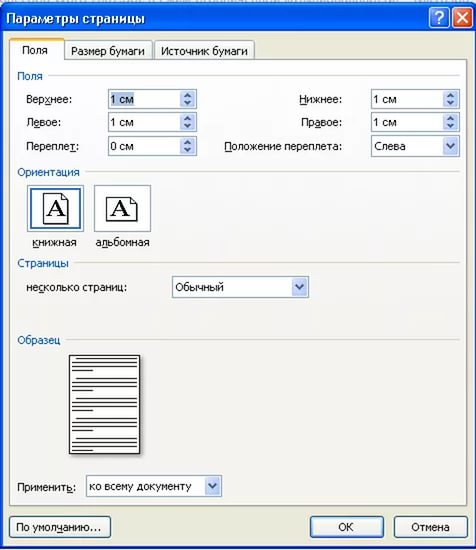 Параметры страницы
Поля Размер бумаги Источник бумаги
Поля
Верхнее: 1 см Нижнее: 1 см
Левое: 1 см Правое: 1 см
Переплет: 0 см Положение переплета: Слева
Ориентация
A A
книжная альбомная
Страницы
несколько страниц: Обычный
Образец
Применить: ко всему документу
По умолчанию... ОК Отмена